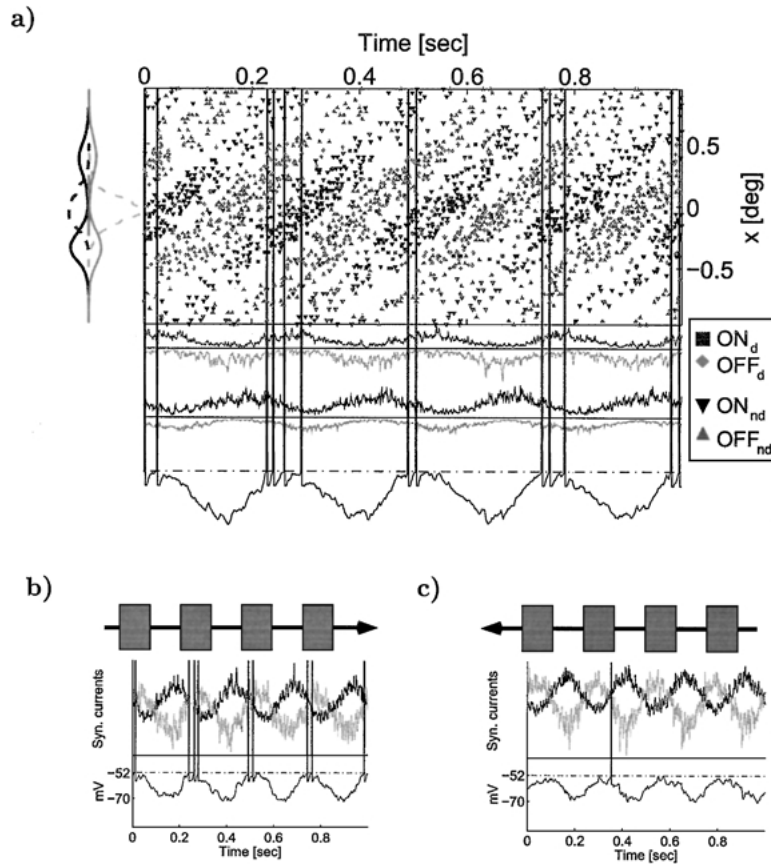 a)
Time [sec]
0 0.2 0.4 0.6 0.8
0.5
0
−0.5
x [deg]
ONd
OFFd
ONnd
OFFnd
b)
c)
Syn. currents
−52
mV
−70
0 0.2 0.4 0.6 0.8
Time [sec]
Syn. currents
−52
mV
−70
0 0.2 0.4 0.6 0.8
Time [sec]